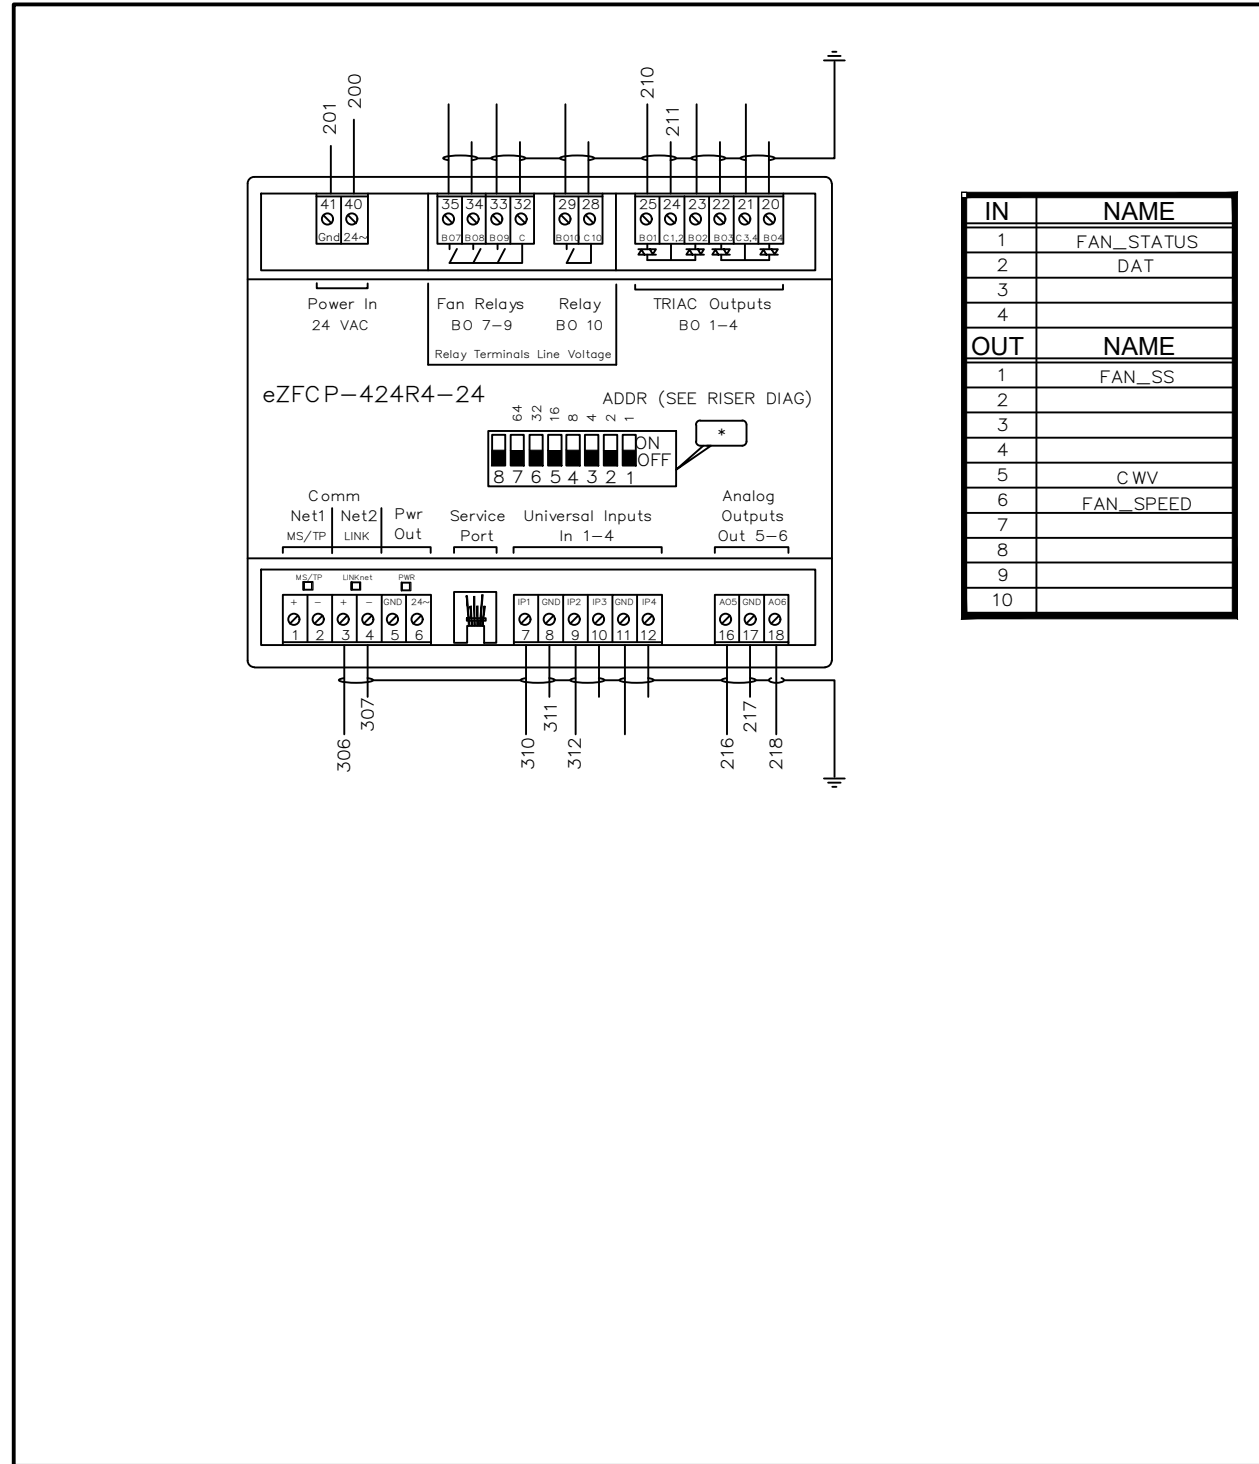 201
200
210
211
41 40
35 34 33 32
29 28
25 24 23 22 21 20
Gnd 24~
BO7 BO8 BO9 C
BO10 C10
BO1 C1,2 BO2 BO3 C3,4 BO4
Power In
24 VAC
Fan Relays
BO 7-9
Relay
BO 10
Relay Terminals Line Voltage
TRIAC Outputs
BO 1-4
eZFCP-424R4-24
ADDR (SEE RISER DIAG)
64 32 16 8 4 2 1
*
ON
OFF
8 7 6 5 4 3 2 1
Comm
Net1 Net2
MS/TP LINK
Pwr
Out
Service
Port
Universal Inputs
In 1-4
Analog
Outputs
Out 5-6
MS/TP LINKnet PWR
+ - + - GND 24~
1 2 3 4 5 6
IP1 GND IP2 IP3 GND IP4
7 8 9 10 11 12
AO5 GND AO6
16 17 18
306
307
310
311
312
216
217
218
IN NAME
1 FAN_STATUS
2 DAT
3
4
OUT NAME
1 FAN_SS
2
3
4
5 CWV
6 FAN_SPEED
7
8
9
10